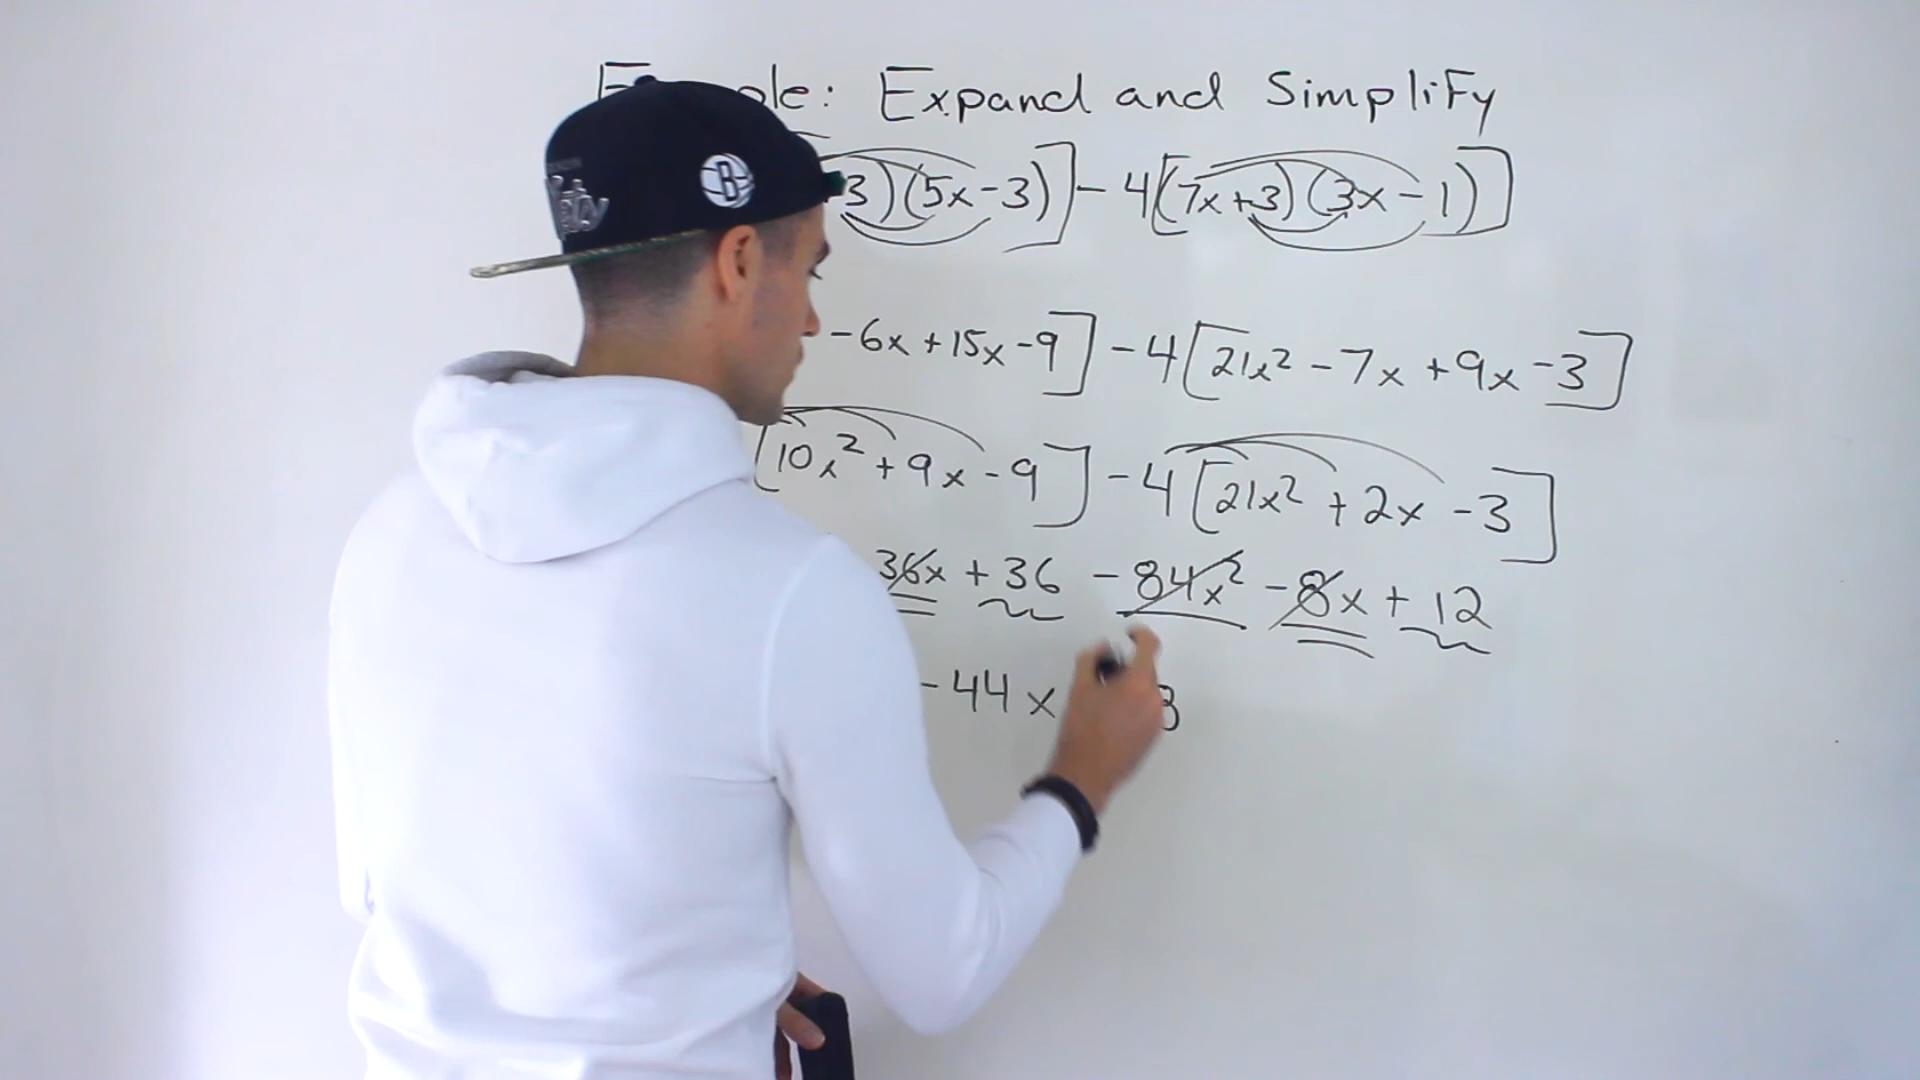 ple: Expand and Simplify
3)(5x-3)] - 4[(7x+3)(3x-1)]
-6x+15x-9] -4[21x² -7x +9x -3]
[10x² +9x -9] -4[21x² +2x -3]
36x +36 -84x² -8x + 12
-44x 8
B